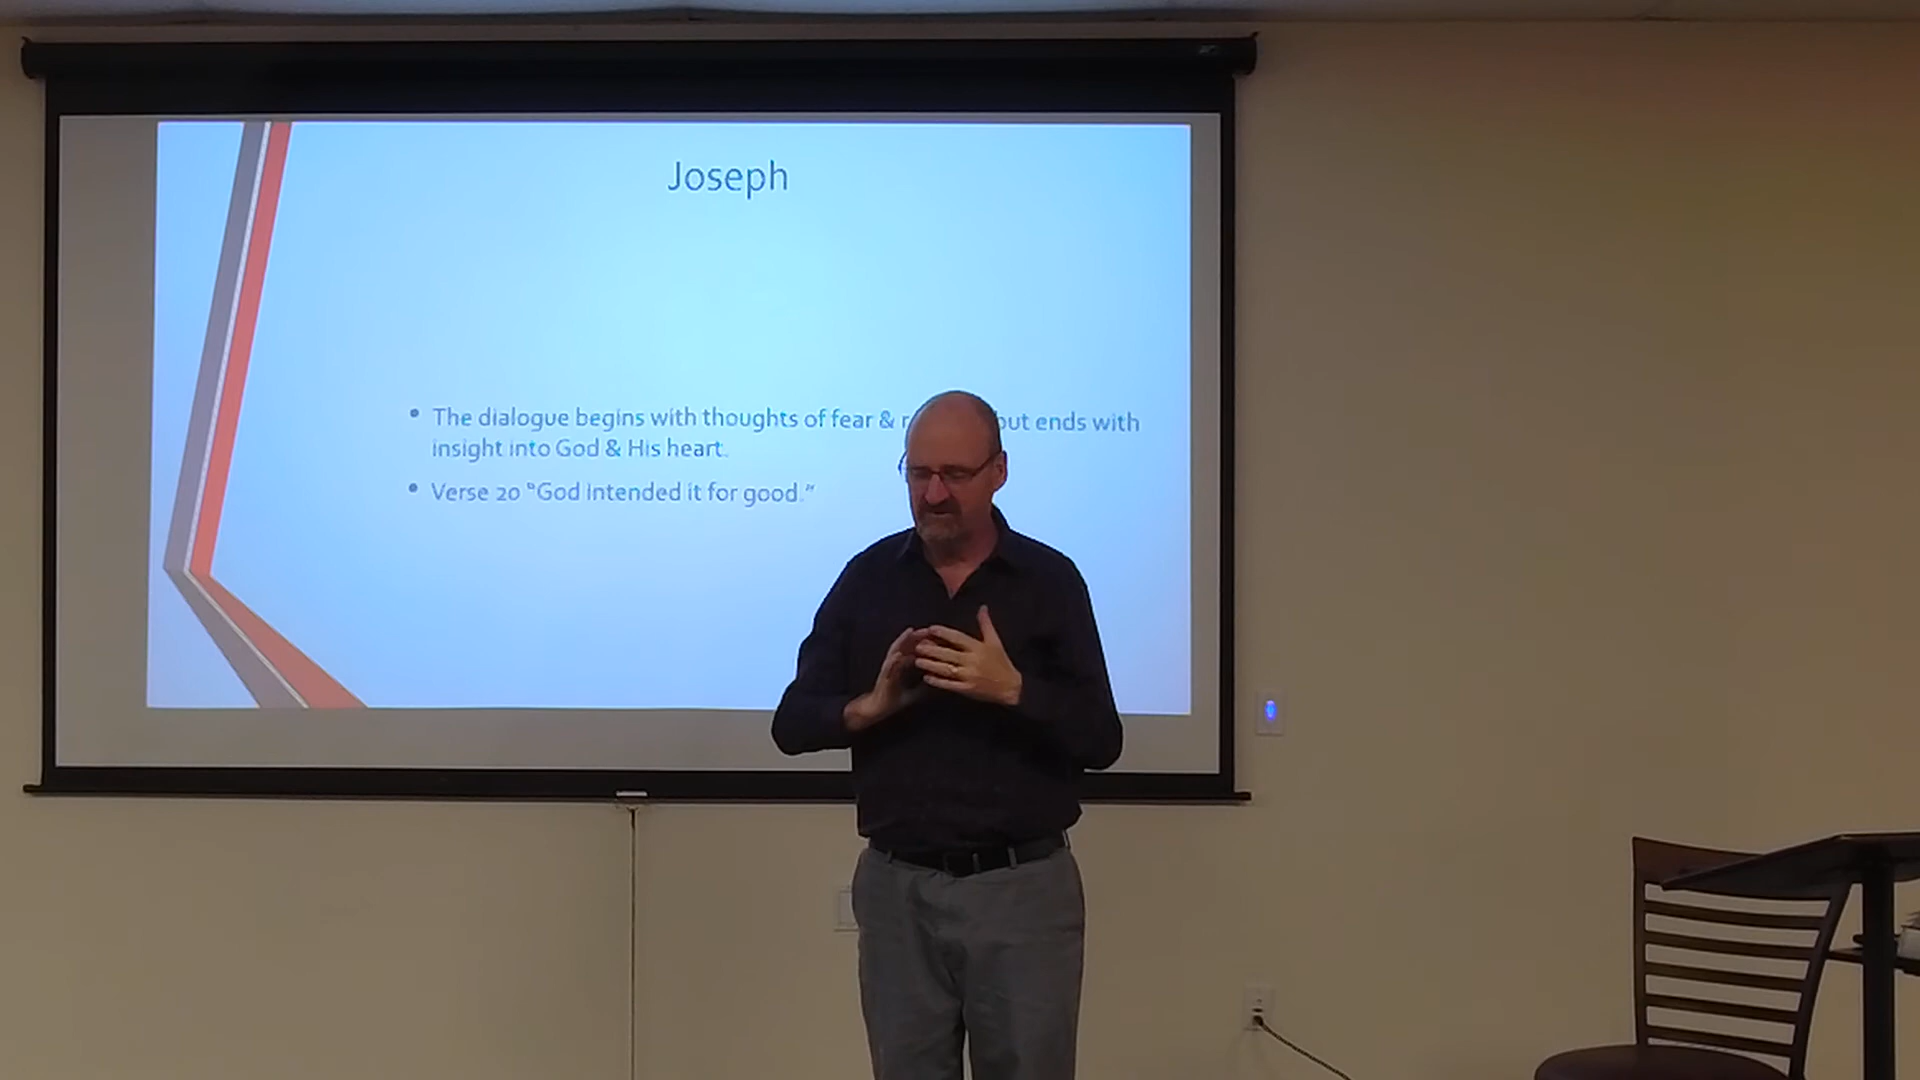 Joseph
• The dialogue begins with thoughts of fear & but ends with
insight into God & His heart.
• Verse 20 “God intended it for good.”